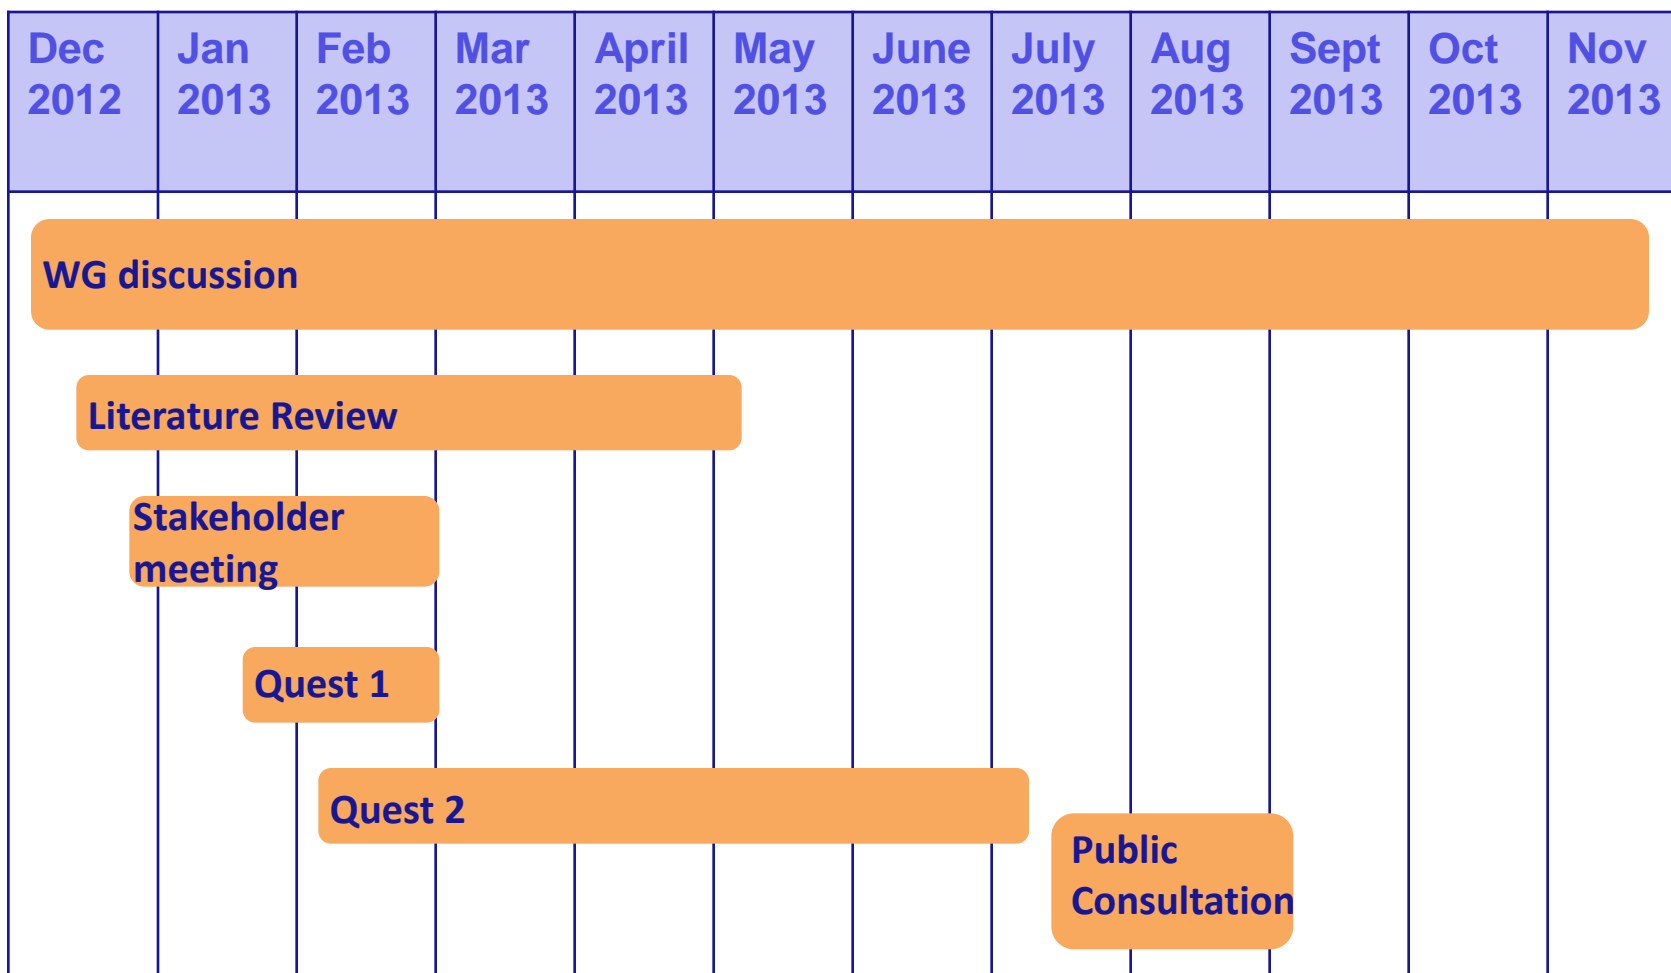 Dec Jan Feb Mar April May June July Aug Sept Oct Nov
2012 2013 2013 2013 2013 2013 2013 2013 2013 2013 2013 2013
WG discussion
Literature Review
Stakeholder
meeting
Quest 1
Quest 2
Public
Consultation